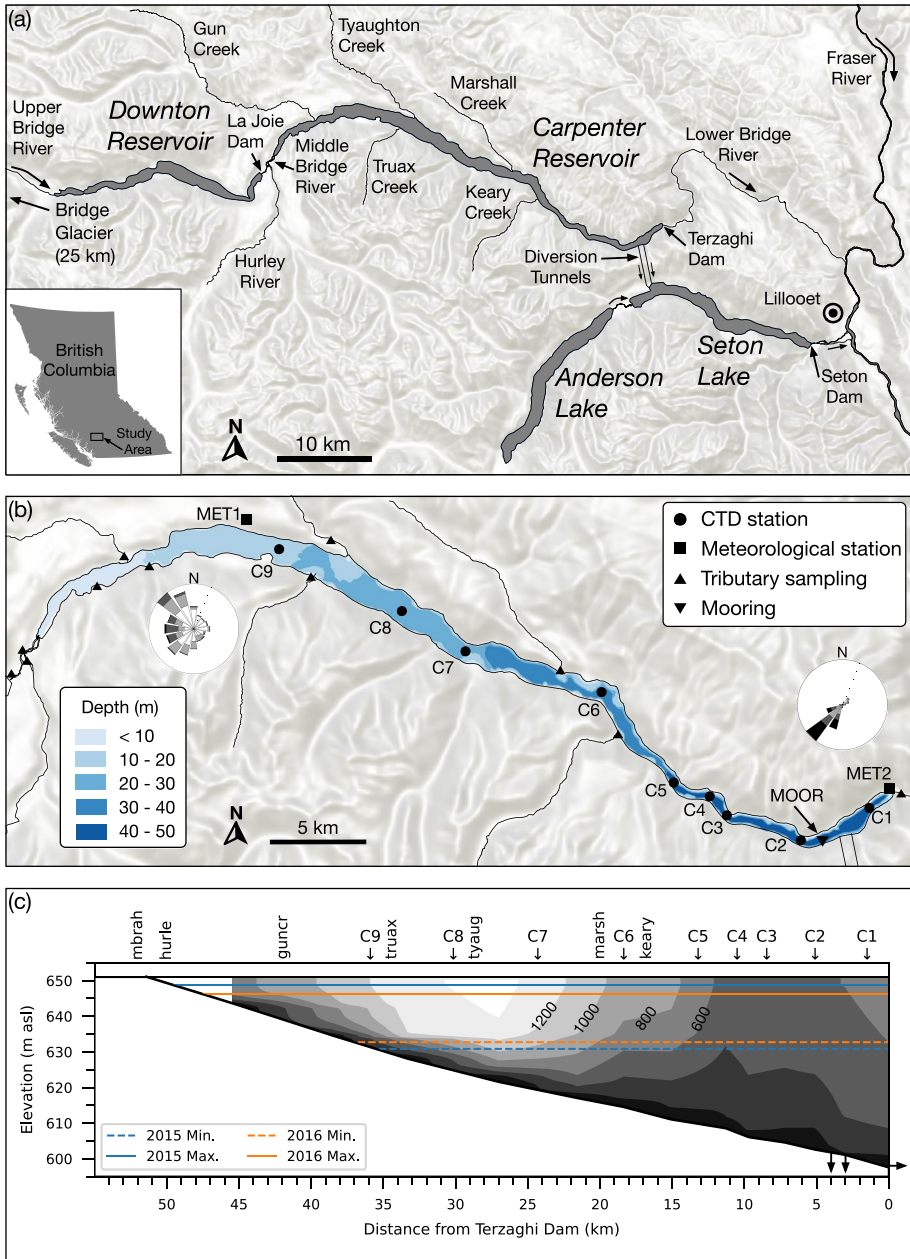 (a)
Gun
Creek
Tyaughton
Creek
Fraser
River
Marshall
Creek
Upper
Bridge
River
Downton
Reservoir
La Joie
Dam
Middle
Bridge
River
Carpenter
Reservoir
Lower Bridge
River
Truax
Creek
Keary
Creek
Bridge
Glacier
(25 km)
Hurley
River
Diversion
Tunnels
Terzaghi
Dam
Lillooet
British
Columbia
Study
Area
Anderson
Lake
Seton
Lake
Seton
Dam
N
10 km
(b)
MET1
CTD station
Meteorological station
Tributary sampling
Mooring
C9
N
C8
C7
C6
N
Depth (m)
< 10
10 - 20
20 - 30
30 - 40
40 - 50
N
5 km
C5
C4
C3
MOOR
MET2
C1
C2
(c)
mbrah
hurle
guncr
C9
truax
C8
tyaug
C7
marsh
C6
keary
C5
C4
C3
C2
C1
Elevation (m asl)
650
640
630
620
610
600
1200
1000
800
600
2015 Min.
2015 Max.
2016 Min.
2016 Max.
50
45
40
35
30
25
20
15
10
5
0
Distance from Terzaghi Dam (km)